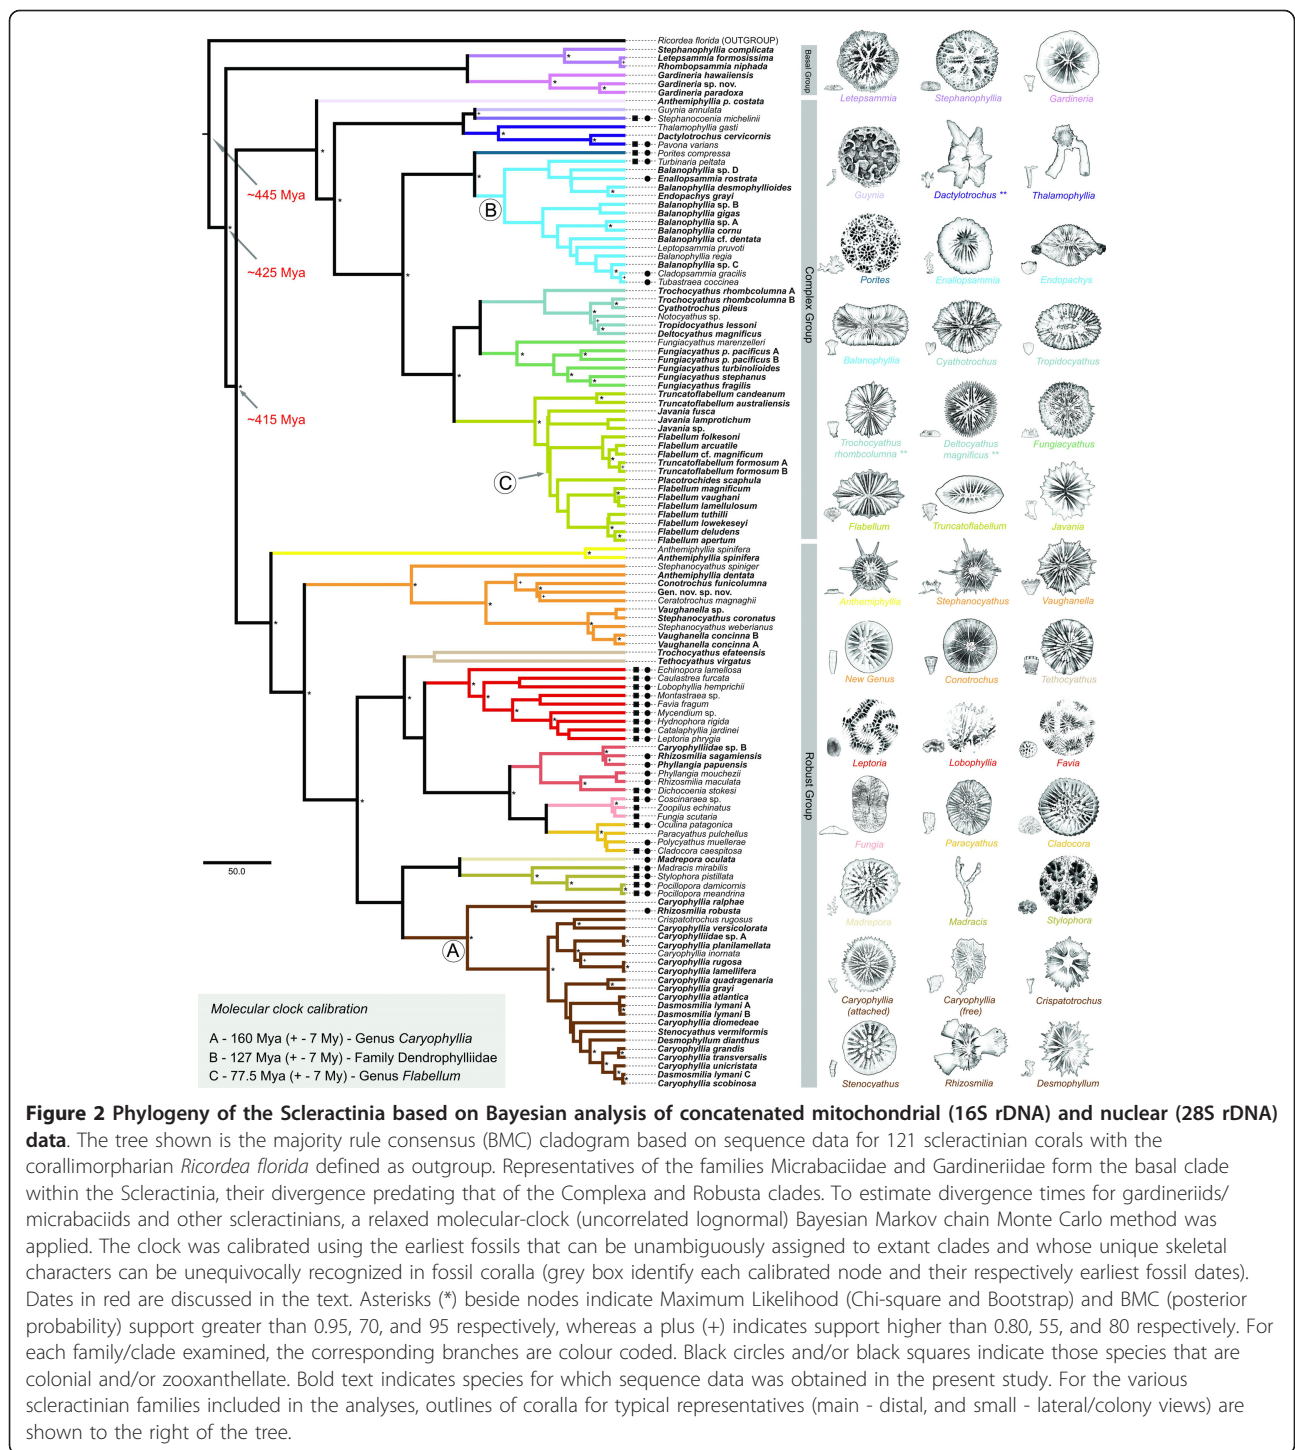 Ricordea florida (OUTGROUP)
Stephanophyllia complicata
Letepsammia formosissima
Rhombopsammia niphada
Gardineria hawaiiensis
Gardineria sp. nov.
Gardineria paradoxa
Anthemiphyllia p. costata
Guynia annulata
Stephanocoenia michelinii
Thalamophyllia gasti
Dactylotrochus cervicornis
Pavona varians
Porites compressa
Turbinaria peltata
Balanophyllia sp. D
Enallopsammia rostrata
Balanophyllia desmophyllioides
Endopachys grayi
Balanophyllia sp. B
Balanophyllia gigas
Balanophyllia sp. A
Balanophyllia cornu
Balanophyllia cf. dentata
Leptopsammia pruvoti
Balanophyllia regia
Balanophyllia sp. C
Cladopsammia gracilis
Tubastraea coccinea
Trochocyathus rhombcolumna A
Trochocyathus rhombcolumna B
Cyathotrochus pileus
Notocyathus sp.
Tropidocyathus lessoni
Deltocyathus magnificus
Fungiacyathus marenzelleri
Fungiacyathus p. pacificus A
Fungiacyathus p. pacificus B
Fungiacyathus turbinolioides
Fungiacyathus stephanus
Fungiacyathus fragilis
Truncatoflabellum candeanum
Truncatoflabellum australiensis
Javania fusca
Javania lamprotichum
Javania sp.
Flabellum folkesoni
Flabellum arcuatile
Flabellum cf. magnificum
Truncatoflabellum formosum A
Truncatoflabellum formosum B
Placotrochides scaphula
Flabellum magnificum
Flabellum vaughani
Flabellum lamellulosum
Flabellum tuthilli
Flabellum lowekeseyi
Flabellum deludens
Flabellum apertum
Anthemiphyllia spinifera
Anthemiphyllia spinifera
Stephanocyathus spiniger
Anthemiphyllia dentata
Conotrochus funicolumna
Gen. nov. sp. nov.
Ceratotrochus magnaghii
Vaughanella sp.
Stephanocyathus coronatus
Stephanocyathus weberianus
Vaughanella concinna B
Vaughanella concinna A
Trochocyathus efateensis
Tethocyathus virgatus
Echinopora lamellosa
Caulastrea furcata
Lobophyllia hemprichii
Montastraea sp.
Favia fragum
Mycendium sp.
Hydnophora rigida
Catalaphyllia jardinei
Leptoria phrygia
Caryophylliidae sp. B
Rhizosmilia sagamiensis
Phyllangia papuensis
Phyllangia mouchezii
Rhizosmilia maculata
Dichocoenia stokesi
Coscinaraea sp.
Zoopilus echinatus
Fungia scutaria
Oculina patagonica
Paracyathus pulchellus
Polycyathus muellerae
Cladocora caespitosa
Madrepora oculata
Madracis mirabilis
Stylophora pistillata
Pocillopora damicornis
Pocillopora meandrina
Caryophyllia ralphae
Rhizosmilia robusta
Crispatotrochus rugosus
Caryophyllia versicolorata
Caryophylliidae sp. A
Caryophyllia planilamellata
Caryophyllia inornata
Caryophyllia rugosa
Caryophyllia lamellifera
Caryophyllia quadragenaria
Caryophyllia grayi
Caryophyllia atlantica
Dasmosmilia lymani A
Dasmosmilia lymani B
Caryophyllia diomedeae
Stenocyathus vermiformis
Desmophyllum dianthus
Caryophyllia grandis
Caryophyllia transversalis
Caryophyllia unicristata
Dasmosmilia lymani C
Caryophyllia scobinosa
~445 Mya
~425 Mya
~415 Mya
B
C
A
50.0
Molecular clock calibration
A - 160 Mya (+ - 7 My) - Genus Caryophyllia
B - 127 Mya (+ - 7 My) - Family Dendrophylliidae
C - 77.5 Mya (+ - 7 My) - Genus Flabellum
Basal Group
Complex Group
Robust Group
Letepsammia Stephanophyllia Gardineria
Guynia Dactylotrochus ** Thalamophyllia
Porites Enallopsammia Endopachys
Balanophyllia Cyathotrochus Tropidocyathus
Trochocyathus Deltocyathus Fungiacyathus
rhombcolumna ** magnificus **
Flabellum Truncatoflabellum Javania
Anthemiphyllia Stephanocyathus Vaughanella
New Genus Conotrochus Tethocyathus
Leptoria Lobophyllia Favia
Fungia Paracyathus Cladocora
Madrepora Madracis Stylophora
Caryophyllia Caryophyllia Crispatotrochus
(attached) (free)
Stenocyathus Rhizosmilia Desmophyllum
Figure 2 Phylogeny of the Scleractinia based on Bayesian analysis of concatenated mitochondrial (16S rDNA) and nuclear (28S rDNA)
data. The tree shown is the majority rule consensus (BMC) cladogram based on sequence data for 121 scleractinian corals with the
corallimorpharian Ricordea florida defined as outgroup. Representatives of the families Micrabaciidae and Gardineriidae form the basal clade
within the Scleractinia, their divergence predating that of the Complexa and Robusta clades. To estimate divergence times for gardineriids/
micrabaciids and other scleractinians, a relaxed molecular-clock (uncorrelated lognormal) Bayesian Markov chain Monte Carlo method was
applied. The clock was calibrated using the earliest fossils that can be unambiguously assigned to extant clades and whose unique skeletal
characters can be unequivocally recognized in fossil coralla (grey box identify each calibrated node and their respectively earliest fossil dates).
Dates in red are discussed in the text. Asterisks (*) beside nodes indicate Maximum Likelihood (Chi-square and Bootstrap) and BMC (posterior
probability) support greater than 0.95, 70, and 95 respectively, whereas a plus (+) indicates support higher than 0.80, 55, and 80 respectively. For
each family/clade examined, the corresponding branches are colour coded. Black circles and/or black squares indicate those species that are
colonial and/or zooxanthellate. Bold text indicates species for which sequence data was obtained in the present study. For the various
scleractinian families included in the analyses, outlines of coralla for typical representatives (main - distal, and small - lateral/colony views) are
shown to the right of the tree.